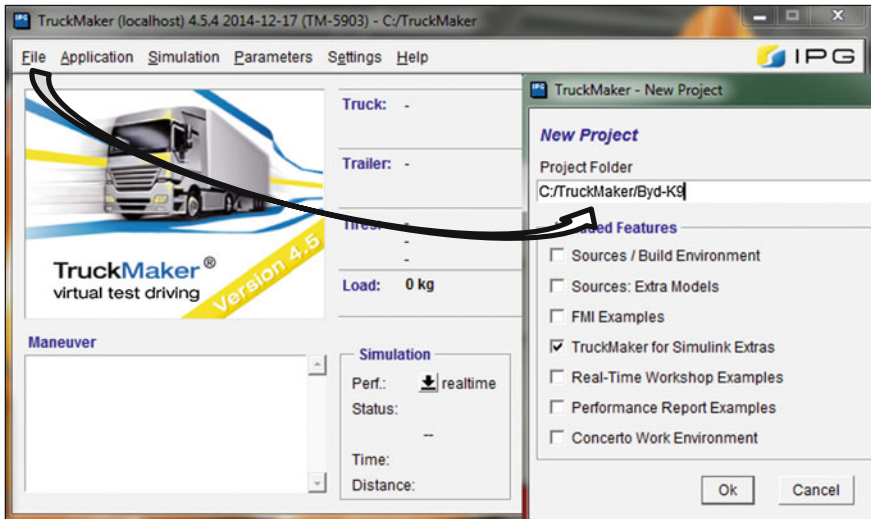 TruckMaker (localhost) 4.5.4 2014-12-17 (TM-5903) - C:/TruckMaker
File Application Simulation Parameters Settings Help
IPG
TruckMaker®
virtual test driving
Version 4.5
Truck: -
Trailer: -
Tires: -
-
-
Load: 0 kg
Maneuver
Simulation
Perf.: realtime
Status:
--
Time:
Distance:
IPG
TruckMaker - New Project
New Project
Project Folder
C:/TruckMaker/Byd-K9
Features
Sources / Build Environment
Sources: Extra Models
FMI Examples
TruckMaker for Simulink Extras
Real-Time Workshop Examples
Performance Report Examples
Concerto Work Environment
Ok
Cancel